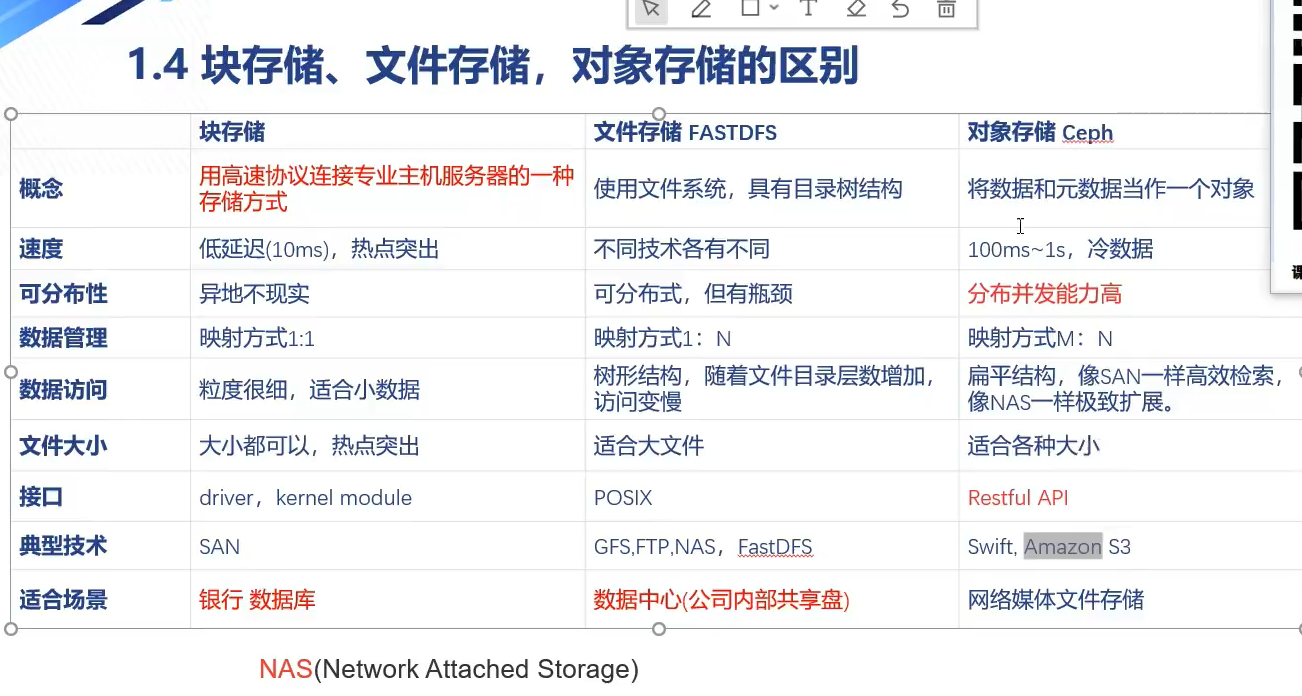 1.4 块存储、文件存储，对象存储的区别
块存储
文件存储 FASTDFS
对象存储 Ceph
概念
用高速协议连接专业主机服务器的一种
存储方式
使用文件系统，具有目录树结构
将数据和元数据当作一个对象
速度
低延迟(10ms)，热点突出
不同技术各有不同
100ms~1s，冷数据
可分布性
异地不现实
可分布式，但有瓶颈
分布并发能力高
数据管理
映射方式1:1
映射方式1：N
映射方式M：N
数据访问
粒度很细，适合小数据
树形结构，随着文件目录层数增加，
访问变慢
扁平结构，像SAN一样高效检索，
像NAS一样极致扩展。
文件大小
大小都可以，热点突出
适合大文件
适合各种大小
接口
driver，kernel module
POSIX
Restful API
典型技术
SAN
GFS,FTP,NAS，FastDFS
Swift, Amazon S3
适合场景
银行 数据库
数据中心(公司内部共享盘)
网络媒体文件存储
NAS(Network Attached Storage)